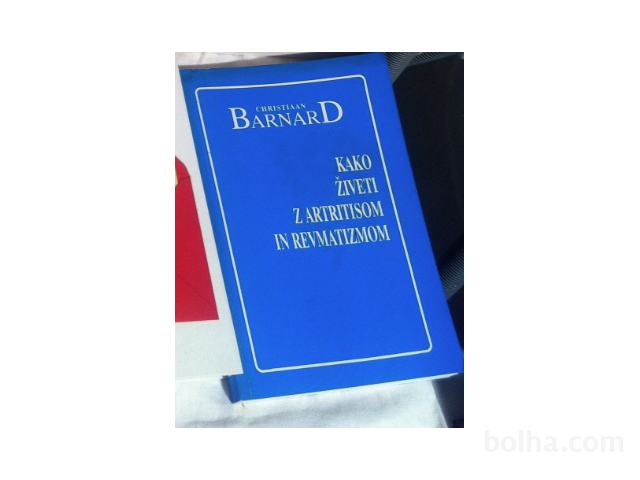 CHRISTIAAN
BARNARD
KAKO
ŽIVETI
Z ARTRITISOM
IN REVMATIZMOM
bolha.com